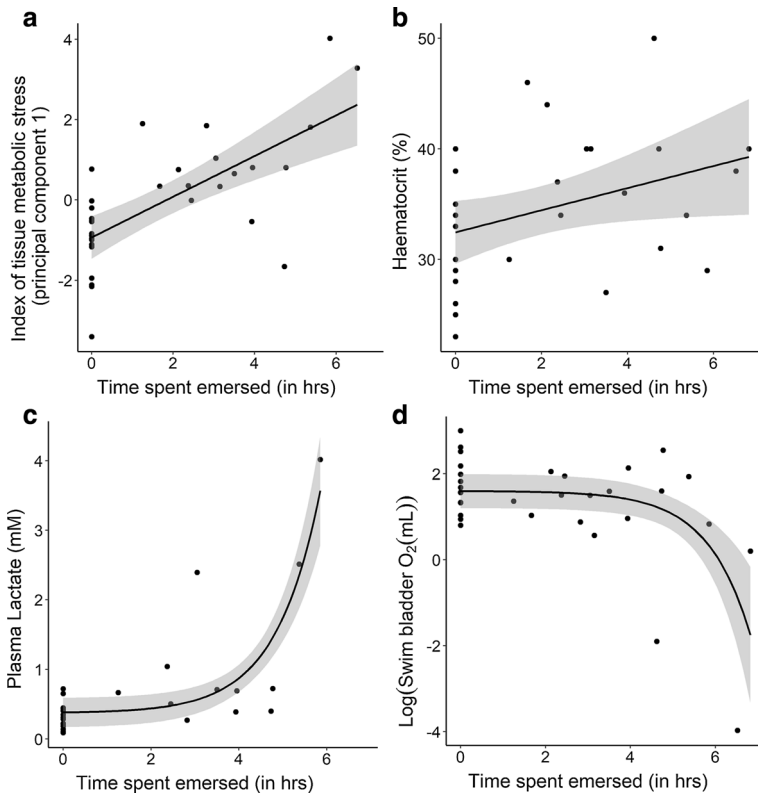 a
4
2
0
-2
0
2
4
6
Index of tissue metabolic stress
(principal component 1)
Time spent emersed (in hrs)
b
50
40
30
0
2
4
6
Haematocrit (%)
Time spent emersed (in hrs)
c
4
3
2
1
0
0
2
4
6
Plasma Lactate (mM)
Time spent emersed (in hrs)
d
2
0
-2
-4
0
2
4
6
Log(Swim bladder O₂(mL))
Time spent emersed (in hrs)